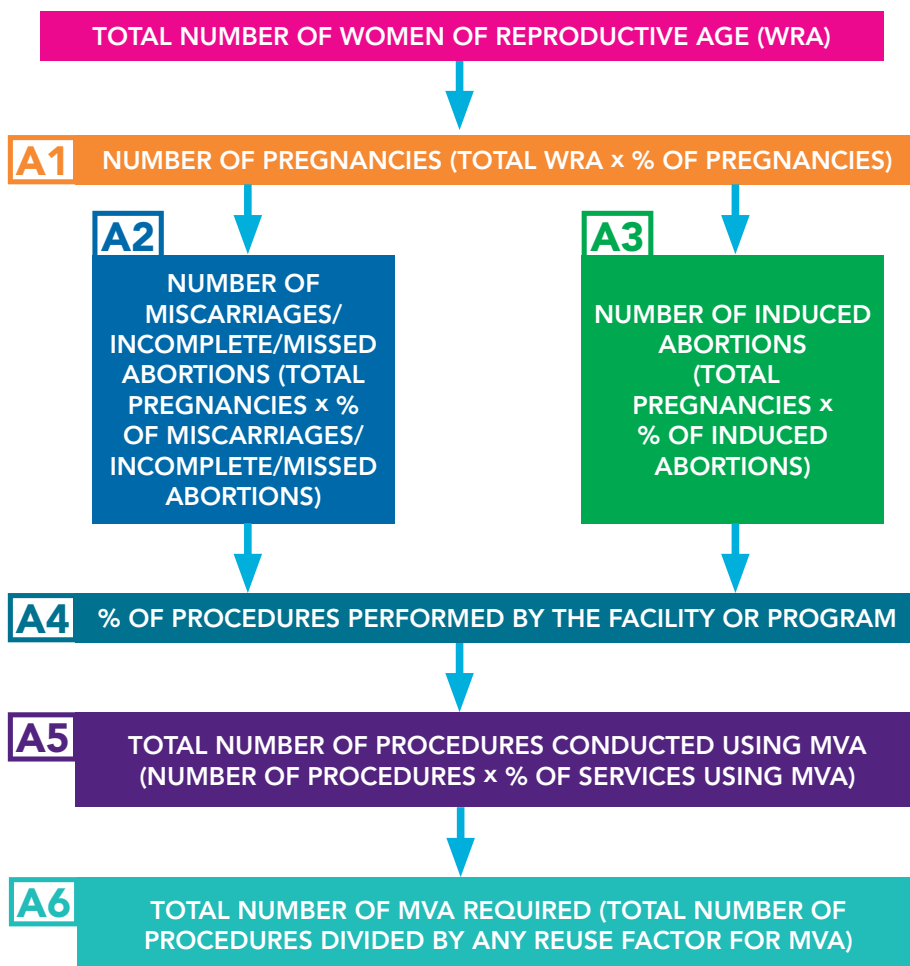 TOTAL NUMBER OF WOMEN OF REPRODUCTIVE AGE (WRA)
A1
NUMBER OF PREGNANCIES (TOTAL WRA x % OF PREGNANCIES)
A2
NUMBER OF
MISCARRIAGES/
INCOMPLETE/MISSED
ABORTIONS (TOTAL
PREGNANCIES x %
OF MISCARRIAGES/
INCOMPLETE/MISSED
ABORTIONS)
A3
NUMBER OF INDUCED
ABORTIONS
(TOTAL
PREGNANCIES x
% OF INDUCED
ABORTIONS)
A4
% OF PROCEDURES PERFORMED BY THE FACILITY OR PROGRAM
A5
TOTAL NUMBER OF PROCEDURES CONDUCTED USING MVA
(NUMBER OF PROCEDURES x % OF SERVICES USING MVA)
A6
TOTAL NUMBER OF MVA REQUIRED (TOTAL NUMBER OF
PROCEDURES DIVIDED BY ANY REUSE FACTOR FOR MVA)